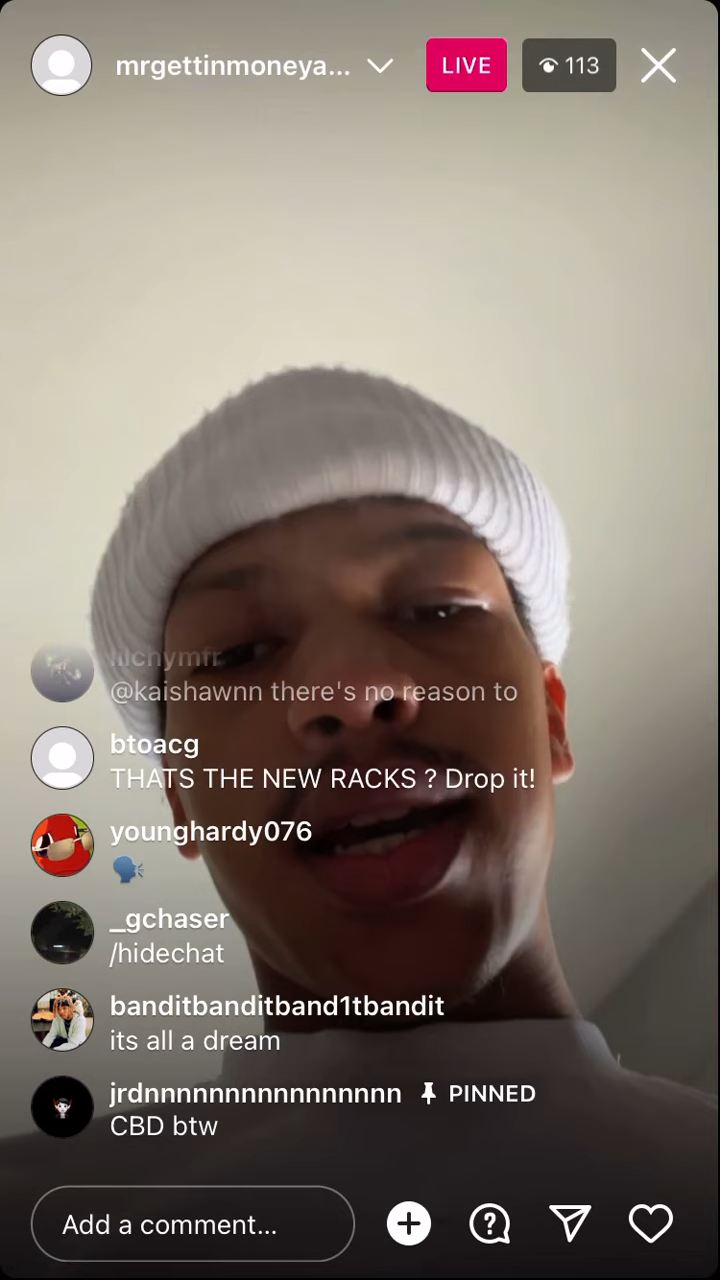 mrgettinmoneya...
LIVE
113
@kaishawnn there's no reason to
btoacg
THATS THE NEW RACKS ? Drop it!
younghardy076
🗣️
_gchaser
/hidechat
banditbanditband1tbandit
its all a dream
jrdnnnnnnnnnnnnnnnnn PINNED
CBD btw
Add a comment...